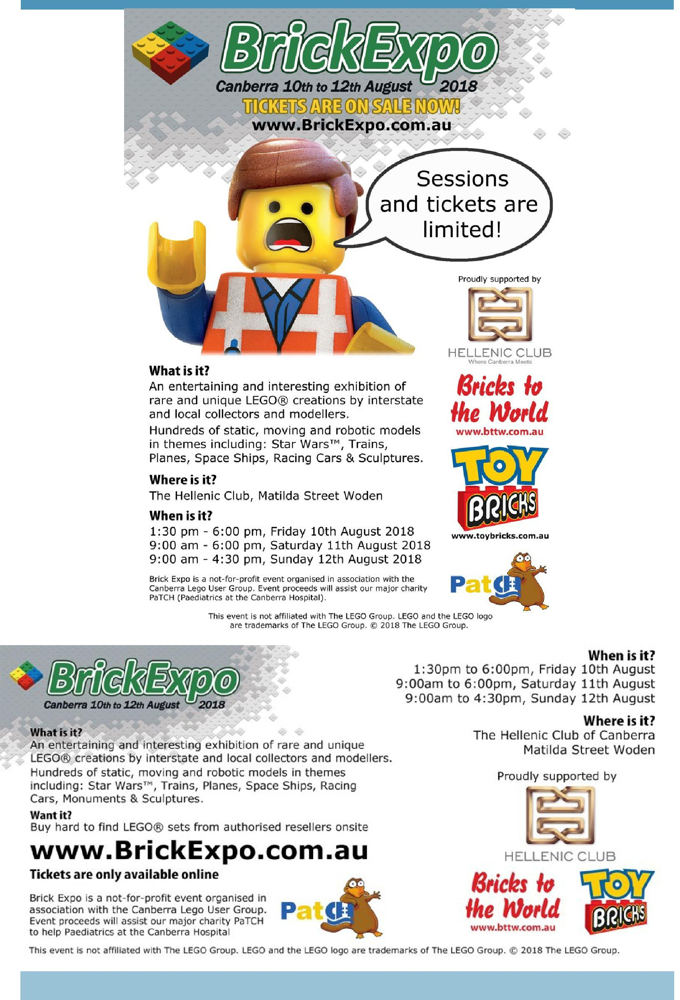 BrickExpo
Canberra 10th to 12th August 2018
TICKETS ARE ON SALE NOW!
www.BrickExpo.com.au
Sessions
and tickets are
limited!
Proudly supported by
HELLENIC CLUB
Where Canberra Meets
What is it?
An entertaining and interesting exhibition of
rare and unique LEGO® creations by interstate
and local collectors and modellers.
Hundreds of static, moving and robotic models
in themes including: Star Wars™, Trains,
Planes, Space Ships, Racing Cars & Sculptures.
Where is it?
The Hellenic Club, Matilda Street Woden
When is it?
1:30 pm - 6:00 pm, Friday 10th August 2018
9:00 am - 6:00 pm, Saturday 11th August 2018
9:00 am - 4:30 pm, Sunday 12th August 2018
Brick Expo is a not-for-profit event organised in association with the
Canberra Lego User Group. Event proceeds will assist our major charity
PaTCH (Paediatrics at the Canberra Hospital).
Bricks to
the World
www.bttw.com.au
TOY
BRICKS
www.toybricks.com.au
PatCH
This event is not affiliated with The LEGO Group. LEGO and the LEGO logo
are trademarks of The LEGO Group. © 2018 The LEGO Group.
BrickExpo
Canberra 10th to 12th August 2018
What is it?
An entertaining and interesting exhibition of rare and unique
LEGO® creations by interstate and local collectors and modellers.
Hundreds of static, moving and robotic models in themes
including: Star Wars™, Trains, Planes, Space Ships, Racing
Cars, Monuments & Sculptures.
Want it?
Buy hard to find LEGO® sets from authorised resellers onsite
www.BrickExpo.com.au
Tickets are only available online
Brick Expo is a not-for-profit event organised in
association with the Canberra Lego User Group.
Event proceeds will assist our major charity PaTCH
to help Paediatrics at the Canberra Hospital
PatCH
When is it?
1:30pm to 6:00pm, Friday 10th August
9:00am to 6:00pm, Saturday 11th August
9:00am to 4:30pm, Sunday 12th August
Where is it?
The Hellenic Club of Canberra
Matilda Street Woden
Proudly supported by
HELLENIC CLUB
Bricks to
the World
www.bttw.com.au
TOY
BRICKS
This event is not affiliated with The LEGO Group. LEGO and the LEGO logo are trademarks of The LEGO Group. © 2018 The LEGO Group.